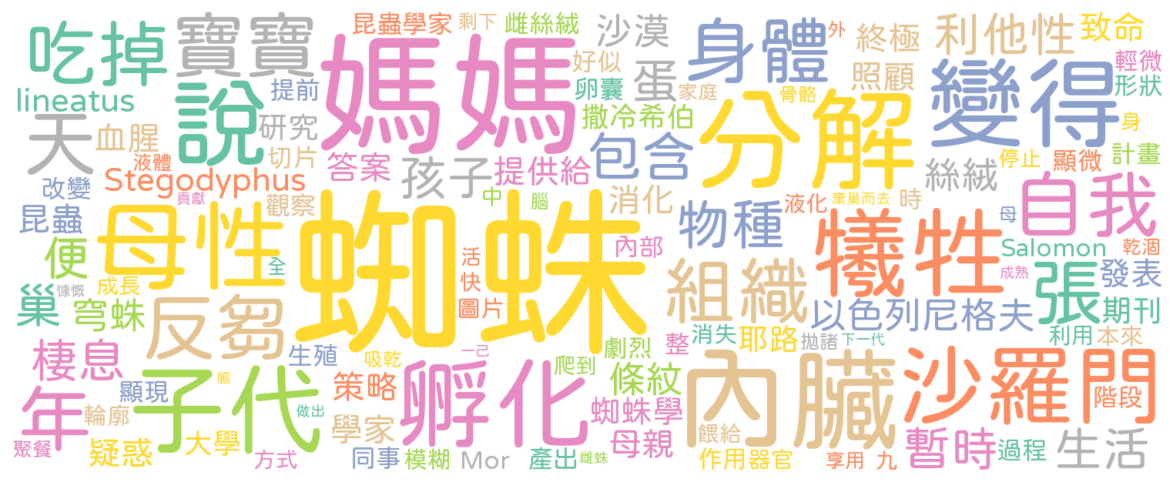 昆蟲學家 剩下 雌絲絨 沙漠 身體 外 終極 利他性 致命
吃掉 寶寶 媽媽 好似 蛋 照顧 變得 輕微
lineatus 說 提前 卵囊 家庭 骨骼 形狀
天 血腥 研究 撒冷希伯 分解 身
液體 切片 答案 孩子 提供給 包含 絲絨 停止 顯微 計畫
改變 Stegodyphus 貢獻 觀察 中 腦 消化 液化 棄巢而去 時 母 自我
昆蟲 母性 蜘蛛 內部 物種 犧牲 Salomon 乾涸
便 全 活 成熟 發表
成長 慷慨 快 組織 張
巢 穹蛛 反芻 圖片 以色列尼格夫 期刊
棲息 生殖 吸乾 一己 劇烈 整 消失 耶路 拋諸 下一代 利用 本來
年 顯現 子代 軀 策略 孵化 爬到 條紋 內臟 沙羅門 階段
輪廓 做出 學家 蜘蛛學
聚餐 疑惑 大學 方式 同事 模糊 Mor 產出 雌蛛 母親 餵給 作用器官 享用 九 暫時 過程 生活